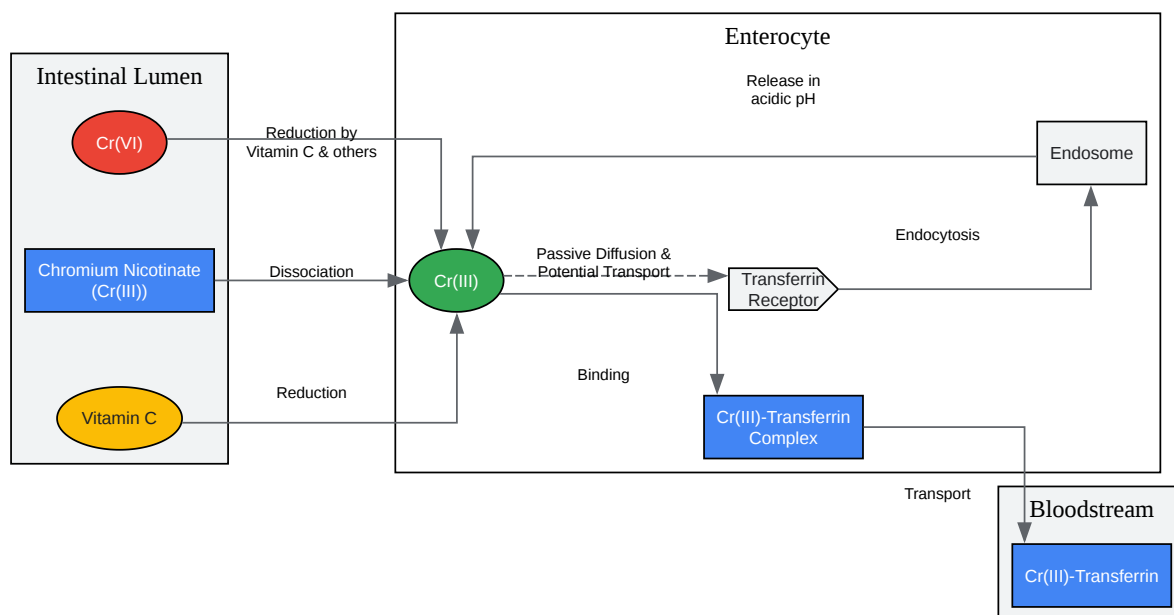 Enterocyte
Intestinal Lumen
Release in
acidic pH
Cr(VI)
Reduction by
Vitamin C & others
Endosome
Endocytosis
Chromium Nicotinate
(Cr(III))
Dissociation
Cr(III)
Passive Diffusion &
Potential Transport
Transferrin
Receptor
Binding
Reduction
Vitamin C
Cr(III)-Transferrin
Complex
Transport
Bloodstream
Cr(III)-Transferrin